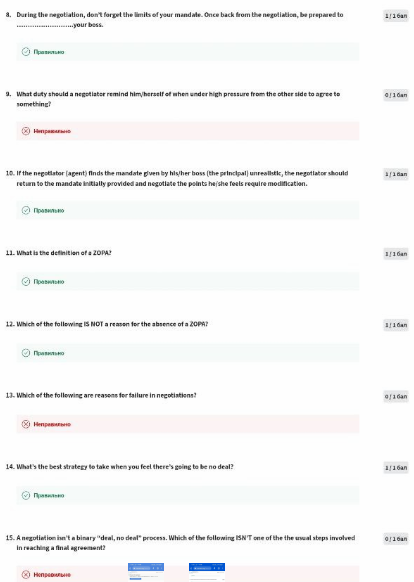 8. During the negotiation, don't forget the limits of your mandate. Once back from the negotiation, be prepared to
..........................your boss.
1 / 1 бал
Правильно
9. What duty should a negotiator remind him/herself of when under high pressure from the other side to agree to
something?
0 / 1 бал
Неправильно
10. If the negotiator (agent) finds the mandate given by his/her boss (the principal) unrealistic, the negotiator should
return to the mandate initially provided and negotiate the points he/she feels require modification.
1 / 1 бал
Правильно
11. What is the definition of a ZOPA?
1 / 1 бал
Правильно
12. Which of the following IS NOT a reason for the absence of a ZOPA?
1 / 1 бал
Правильно
13. Which of the following are reasons for failure in negotiations?
0 / 1 бал
Неправильно
14. What's the best strategy to take when you feel there's going to be no deal?
1 / 1 бал
Правильно
15. A negotiation isn't a binary "deal, no deal" process. Which of the following ISN'T one of the the usual steps involved
in reaching a final agreement?
0 / 1 бал
Неправильно